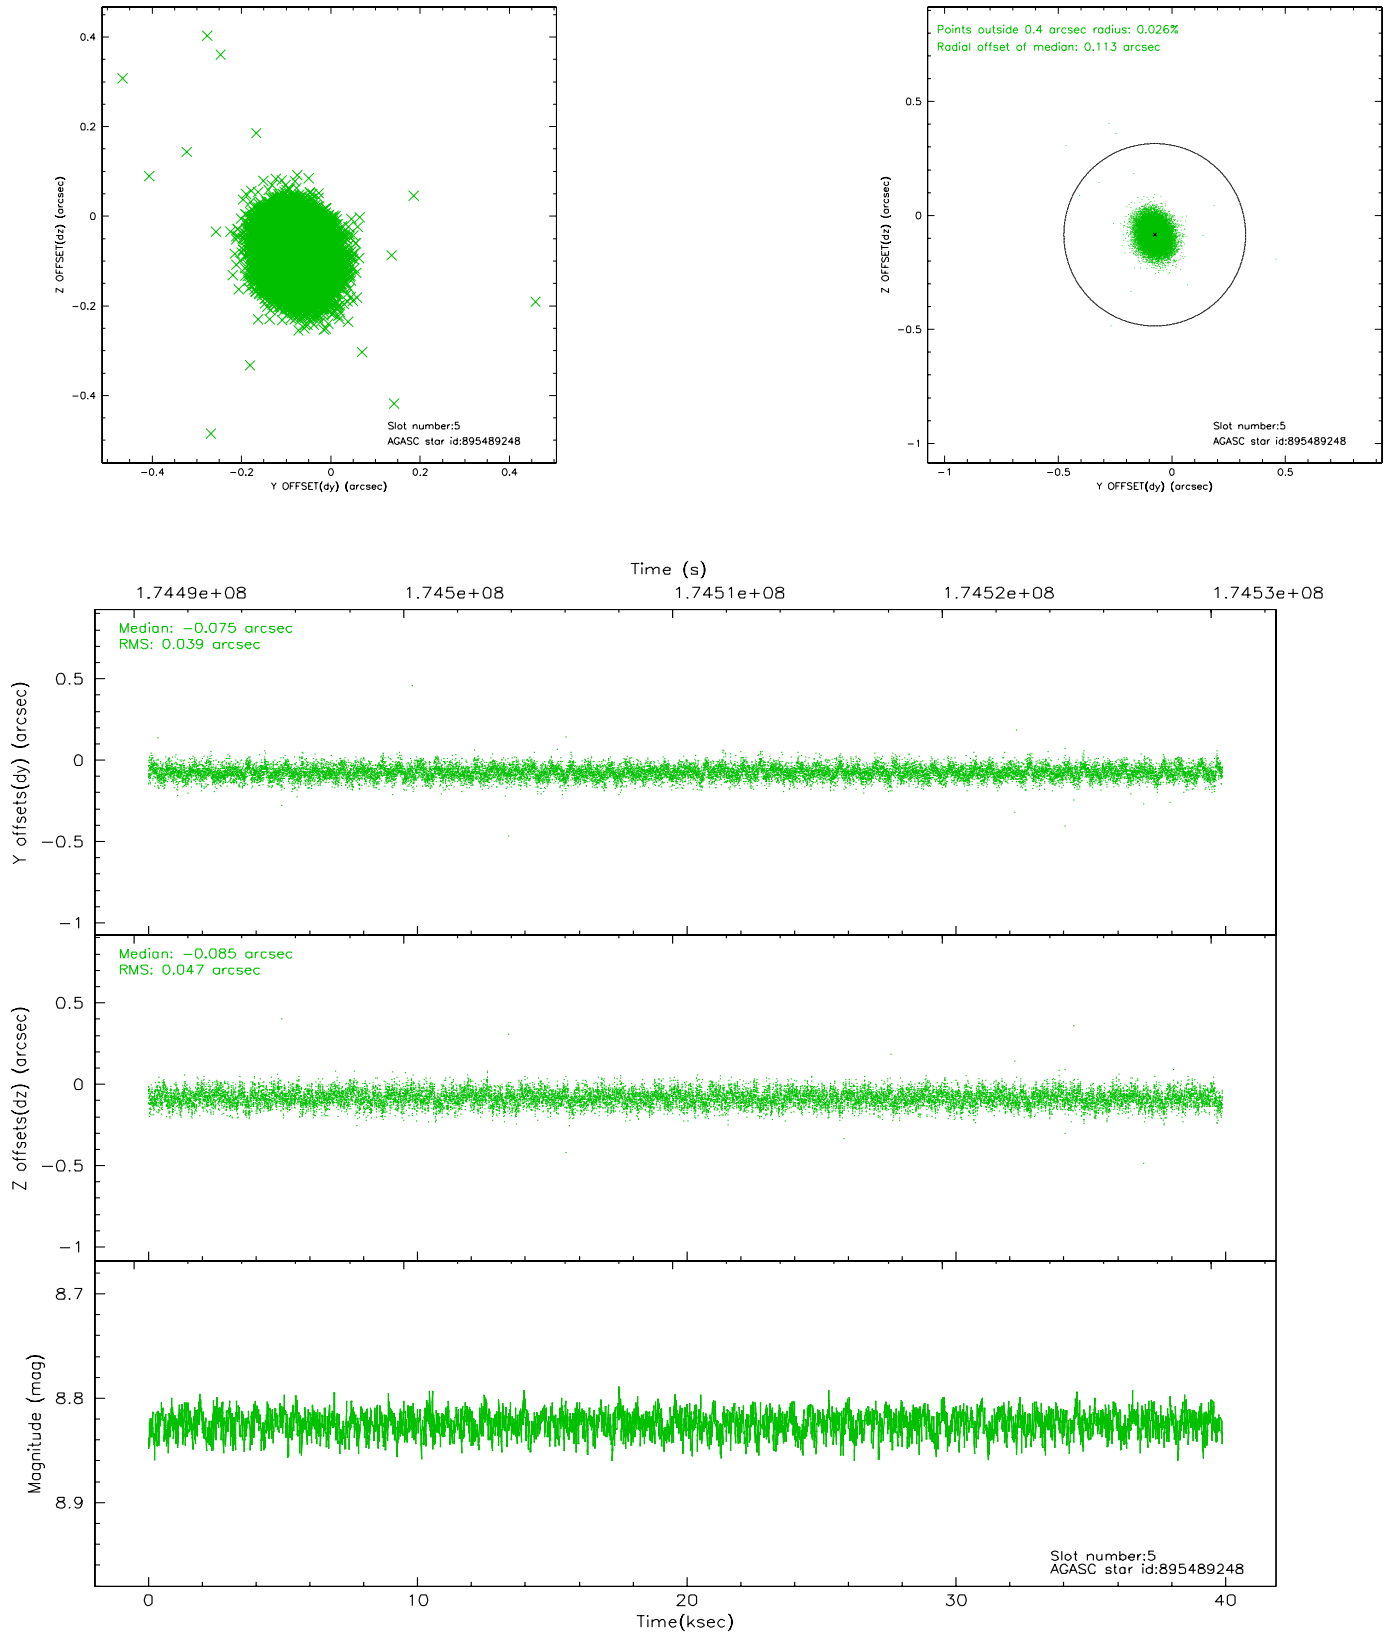 0.4
0.2
0
−0.2
−0.4
Z OFFSET(dz) (arcsec)
Slot number:5
AGASC star id:895489248
−0.4
−0.2
0
0.2
0.4
Y OFFSET(dy) (arcsec)
Points outside 0.4 arcsec radius: 0.026%
Radial offset of median: 0.113 arcsec
0.5
0
−0.5
−1
Z OFFSET(dz) (arcsec)
Slot number:5
AGASC star id:895489248
−1
−0.5
0
0.5
Y OFFSET(dy) (arcsec)
Time (s)
1.7449e+08
1.745e+08
1.7451e+08
1.7452e+08
1.7453e+08
Median: −0.075 arcsec
RMS: 0.039 arcsec
0.5
0
−0.5
−1
Y offsets(dy) (arcsec)
Median: −0.085 arcsec
RMS: 0.047 arcsec
0.5
0
−0.5
−1
Z offsets(dz) (arcsec)
8.7
8.8
8.9
Magnitude (mag)
Slot number:5
AGASC star id:895489248
0
10
20
30
40
Time(ksec)